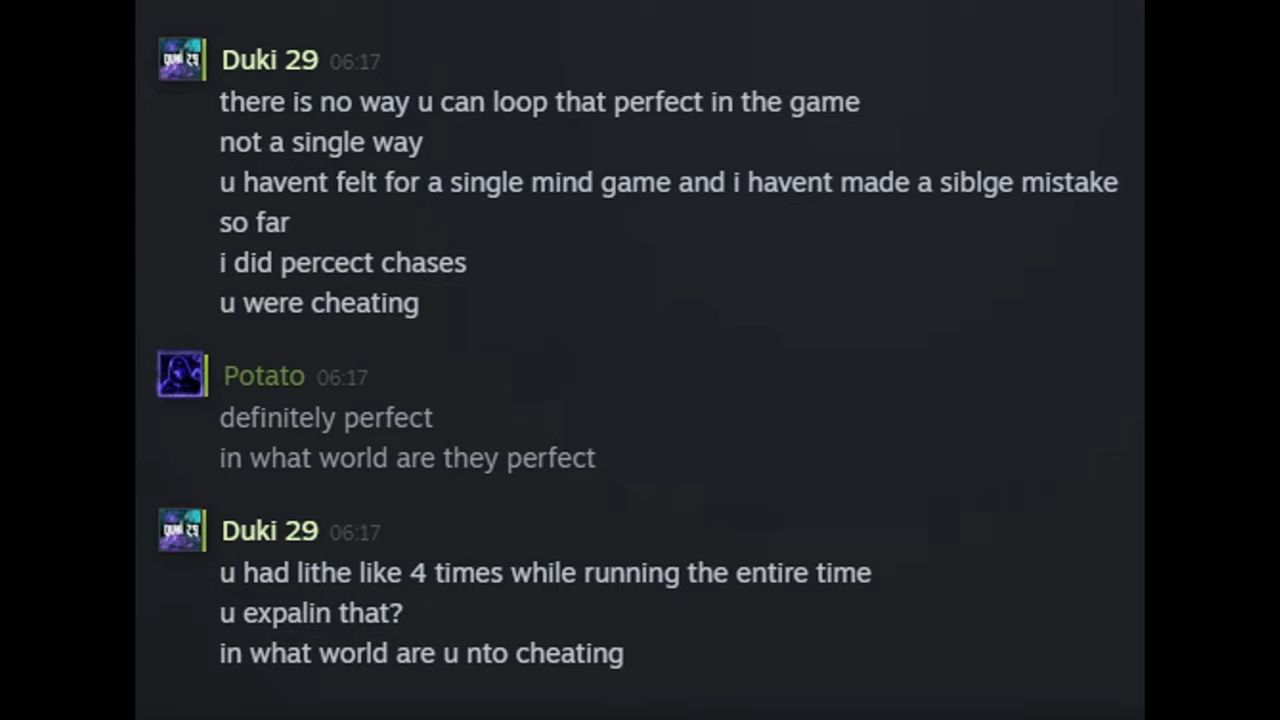 Duki 29 06:17
there is no way u can loop that perfect in the game
not a single way
u havent felt for a single mind game and i havent made a siblge mistake
so far
i did percect chases
u were cheating
Potato 06:17
definitely perfect
in what world are they perfect
Duki 29 06:17
u had lithe like 4 times while running the entire time
u expalin that?
in what world are u nto cheating